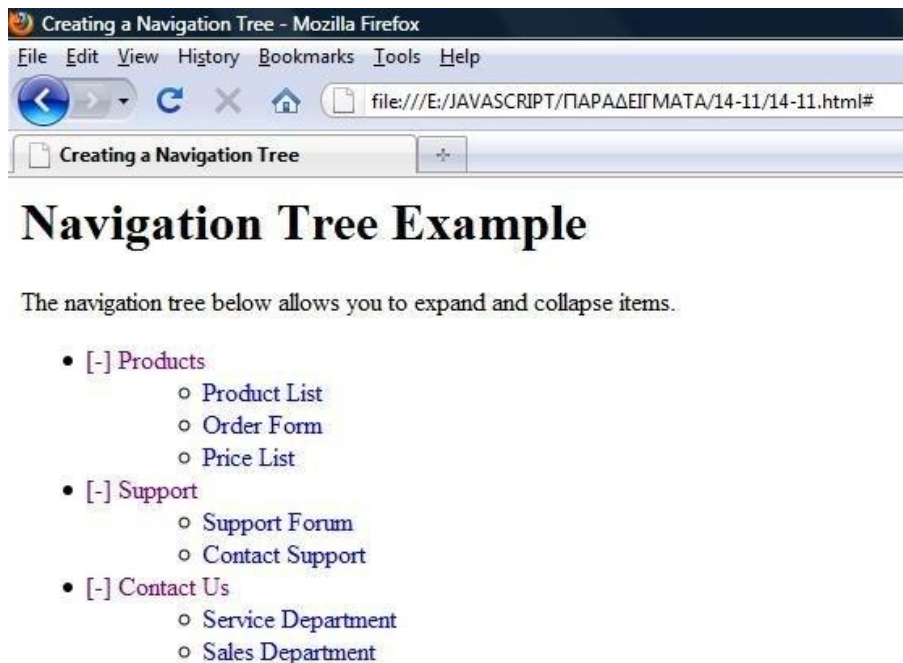 Creating a Navigation Tree - Mozilla Firefox
File Edit View History Bookmarks Tools Help
file:///E:/JAVASCRIPT/ΠΑΡΑΔΕΙΓΜΑΤΑ/14-11/14-11.html#
Creating a Navigation Tree
Navigation Tree Example
The navigation tree below allows you to expand and collapse items.
[-] Products
Product List
Order Form
Price List
[-] Support
Support Forum
Contact Support
[-] Contact Us
Service Department
Sales Department